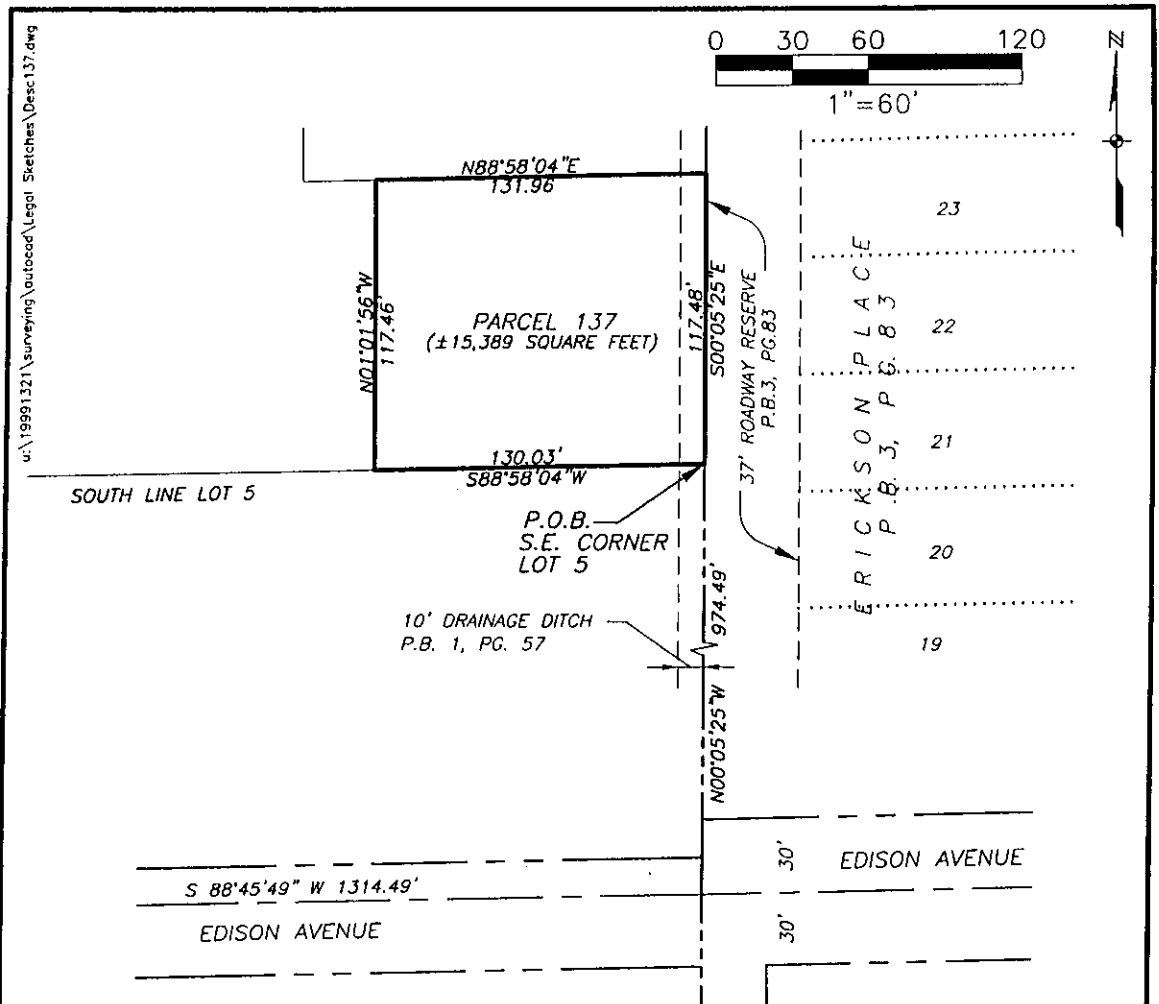 u:\19991321\surveying\autocad\Legal Sketches\Desc137.dwg
0 30 60 120
1"=60'
N
N88°58'04"E
131.96
23
N01°01'56"W
117.46'
PARCEL 137
(±15,389 SQUARE FEET)
117.48'
S00°05'25"E
37' ROADWAY RESERVE
P.B.3, PG.83
ERICKSON PLACE
P.B. 3, PG. 83
22
21
130.03'
S88°58'04"W
SOUTH LINE LOT 5
P.O.B.
S.E. CORNER
LOT 5
20
974.49'
10' DRAINAGE DITCH
P.B. 1, PG. 57
19
N00°05'25"W
30'
EDISON AVENUE
S 88°45'49" W 1314.49'
EDISON AVENUE
30'